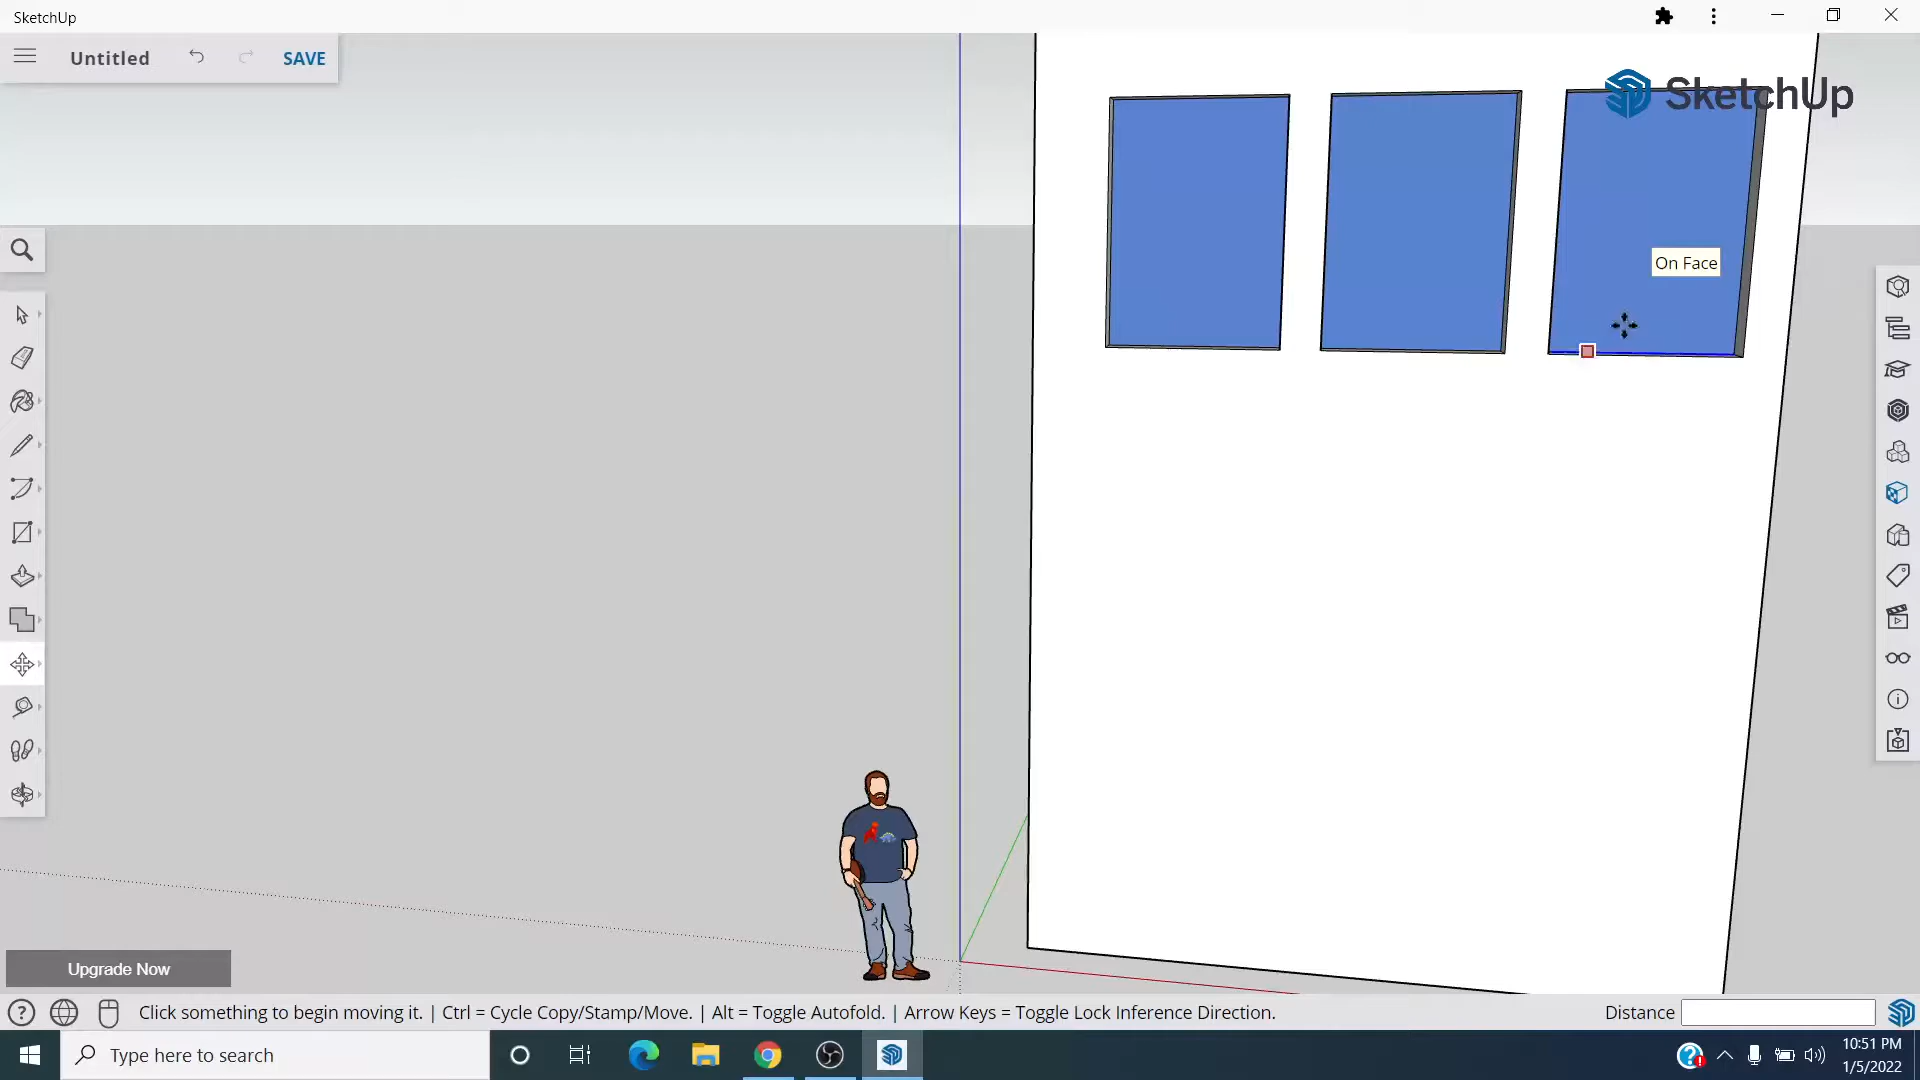 SketchUp
Untitled
SAVE
SketchUp
On Face
Upgrade Now
Click something to begin moving it. | Ctrl = Cycle Copy/Stamp/Move. | Alt = Toggle Autofold. | Arrow Keys = Toggle Lock Inference Direction.
Distance
Type here to search
10:51 PM
1/5/2022